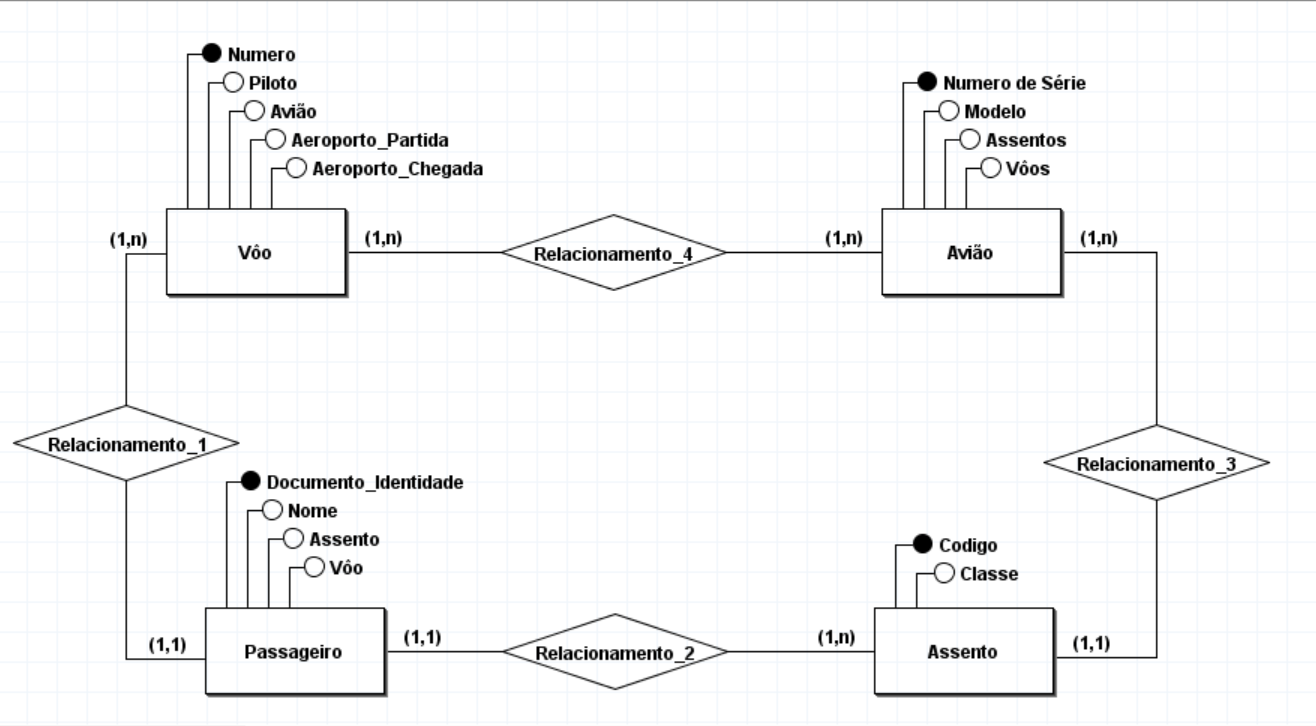 Numero
Piloto
Avião
Aeroporto_Partida
Aeroporto_Chegada
Numero de Série
Modelo
Assentos
Vôos
(1,n)
Vôo
(1,n)
Relacionamento_4
(1,n)
Avião
(1,n)
Relacionamento_1
Relacionamento_3
Documento_Identidade
Nome
Assento
Vôo
Codigo
Classe
(1,1)
Passageiro
(1,1)
Relacionamento_2
(1,n)
Assento
(1,1)